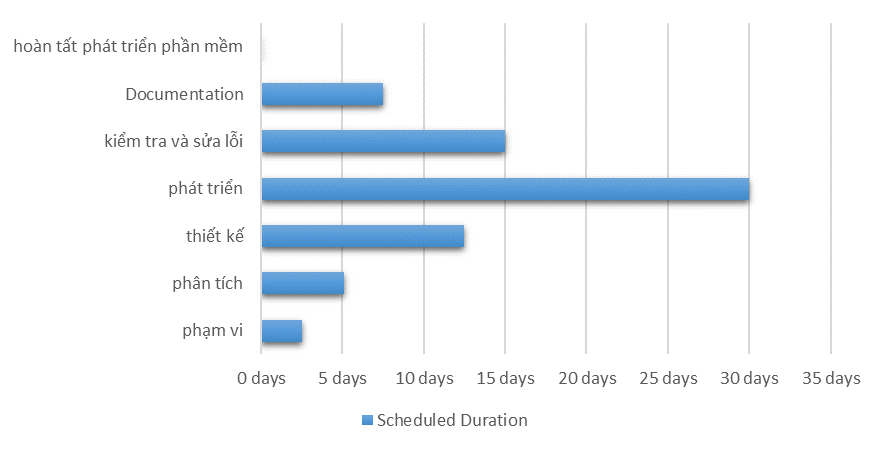 hoàn tất phát triển phần mềm
Documentation
kiểm tra và sửa lỗi
phát triển
thiết kế
phân tích
phạm vi
0 days 5 days 10 days 15 days 20 days 25 days 30 days 35 days
Scheduled Duration